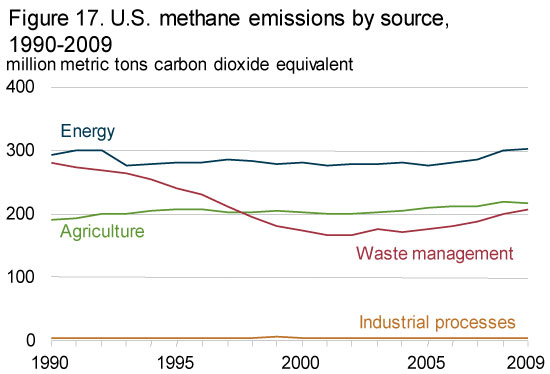 Figure 17. U.S. methane emissions by source,
1990-2009
million metric tons carbon dioxide equivalent
400
Energy
300
200
Agriculture
Waste management
100
Industrial processes
0
1990 1995 2000 2005 2009